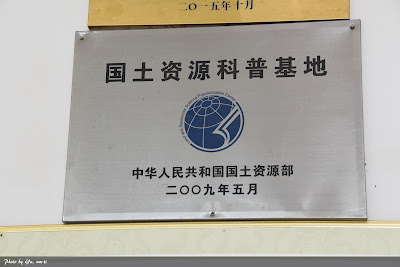 二〇一五年十月
国土资源科普基地
中华人民共和国国土资源部
二〇〇九年五月